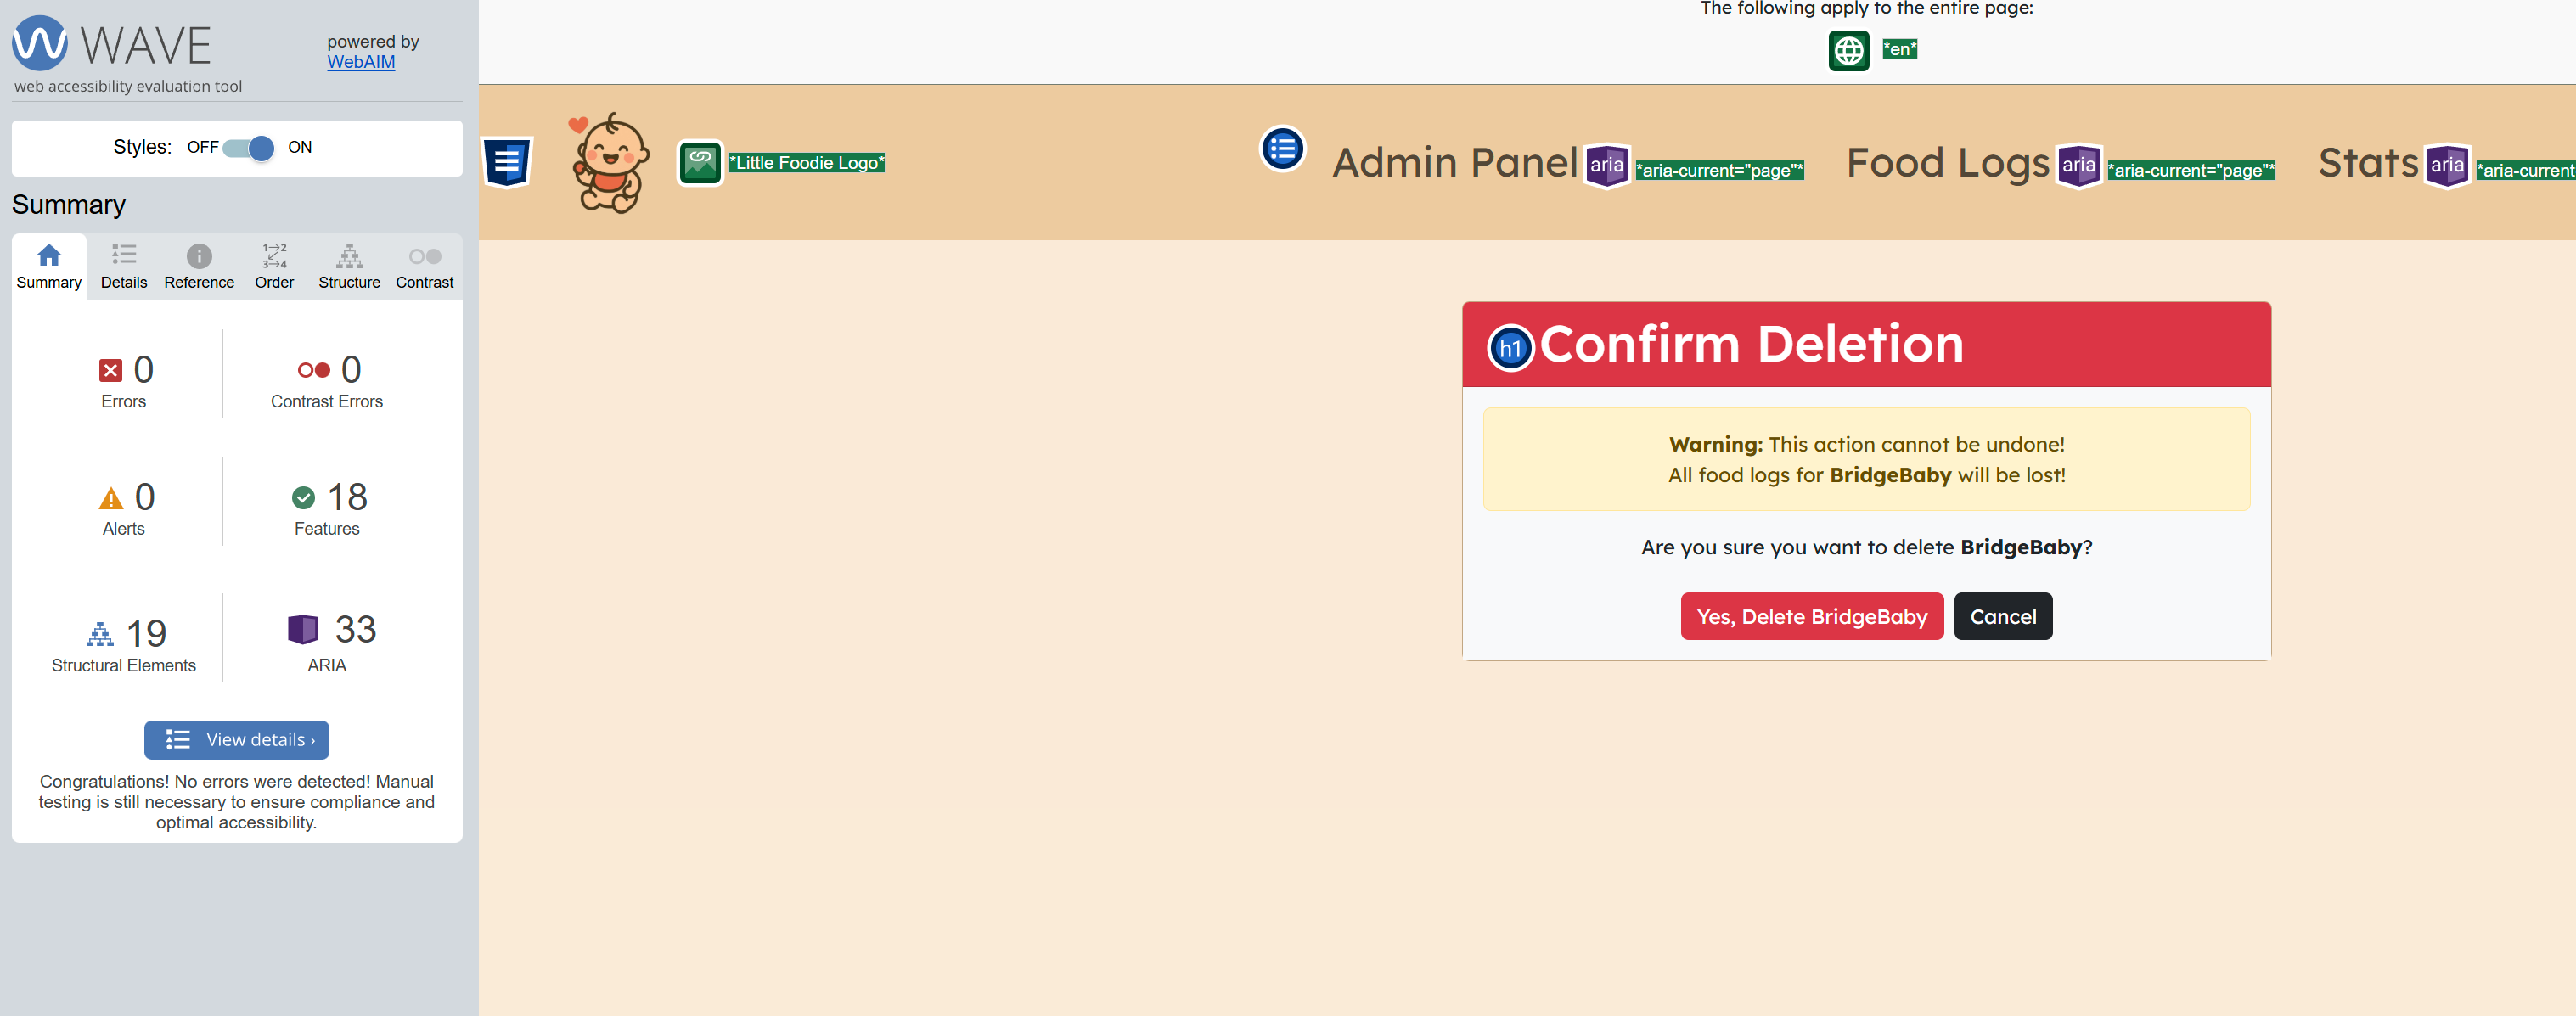 WAVE
powered by
WebAIM
web accessibility evaluation tool
Styles: OFF ON
Summary
Summary Details Reference Order Structure Contrast
0
Errors
0
Contrast Errors
0
Alerts
18
Features
19
Structural Elements
33
ARIA
View details ›
Congratulations! No errors were detected! Manual
testing is still necessary to ensure compliance and
optimal accessibility.
The following apply to the entire page:
*en*
*Little Foodie Logo*
Admin Panel aria *aria-current="page"* Food Logs aria *aria-current="page"* Stats aria *aria-current
h1 Confirm Deletion
Warning: This action cannot be undone!
All food logs for BridgeBaby will be lost!
Are you sure you want to delete BridgeBaby?
Yes, Delete BridgeBaby
Cancel